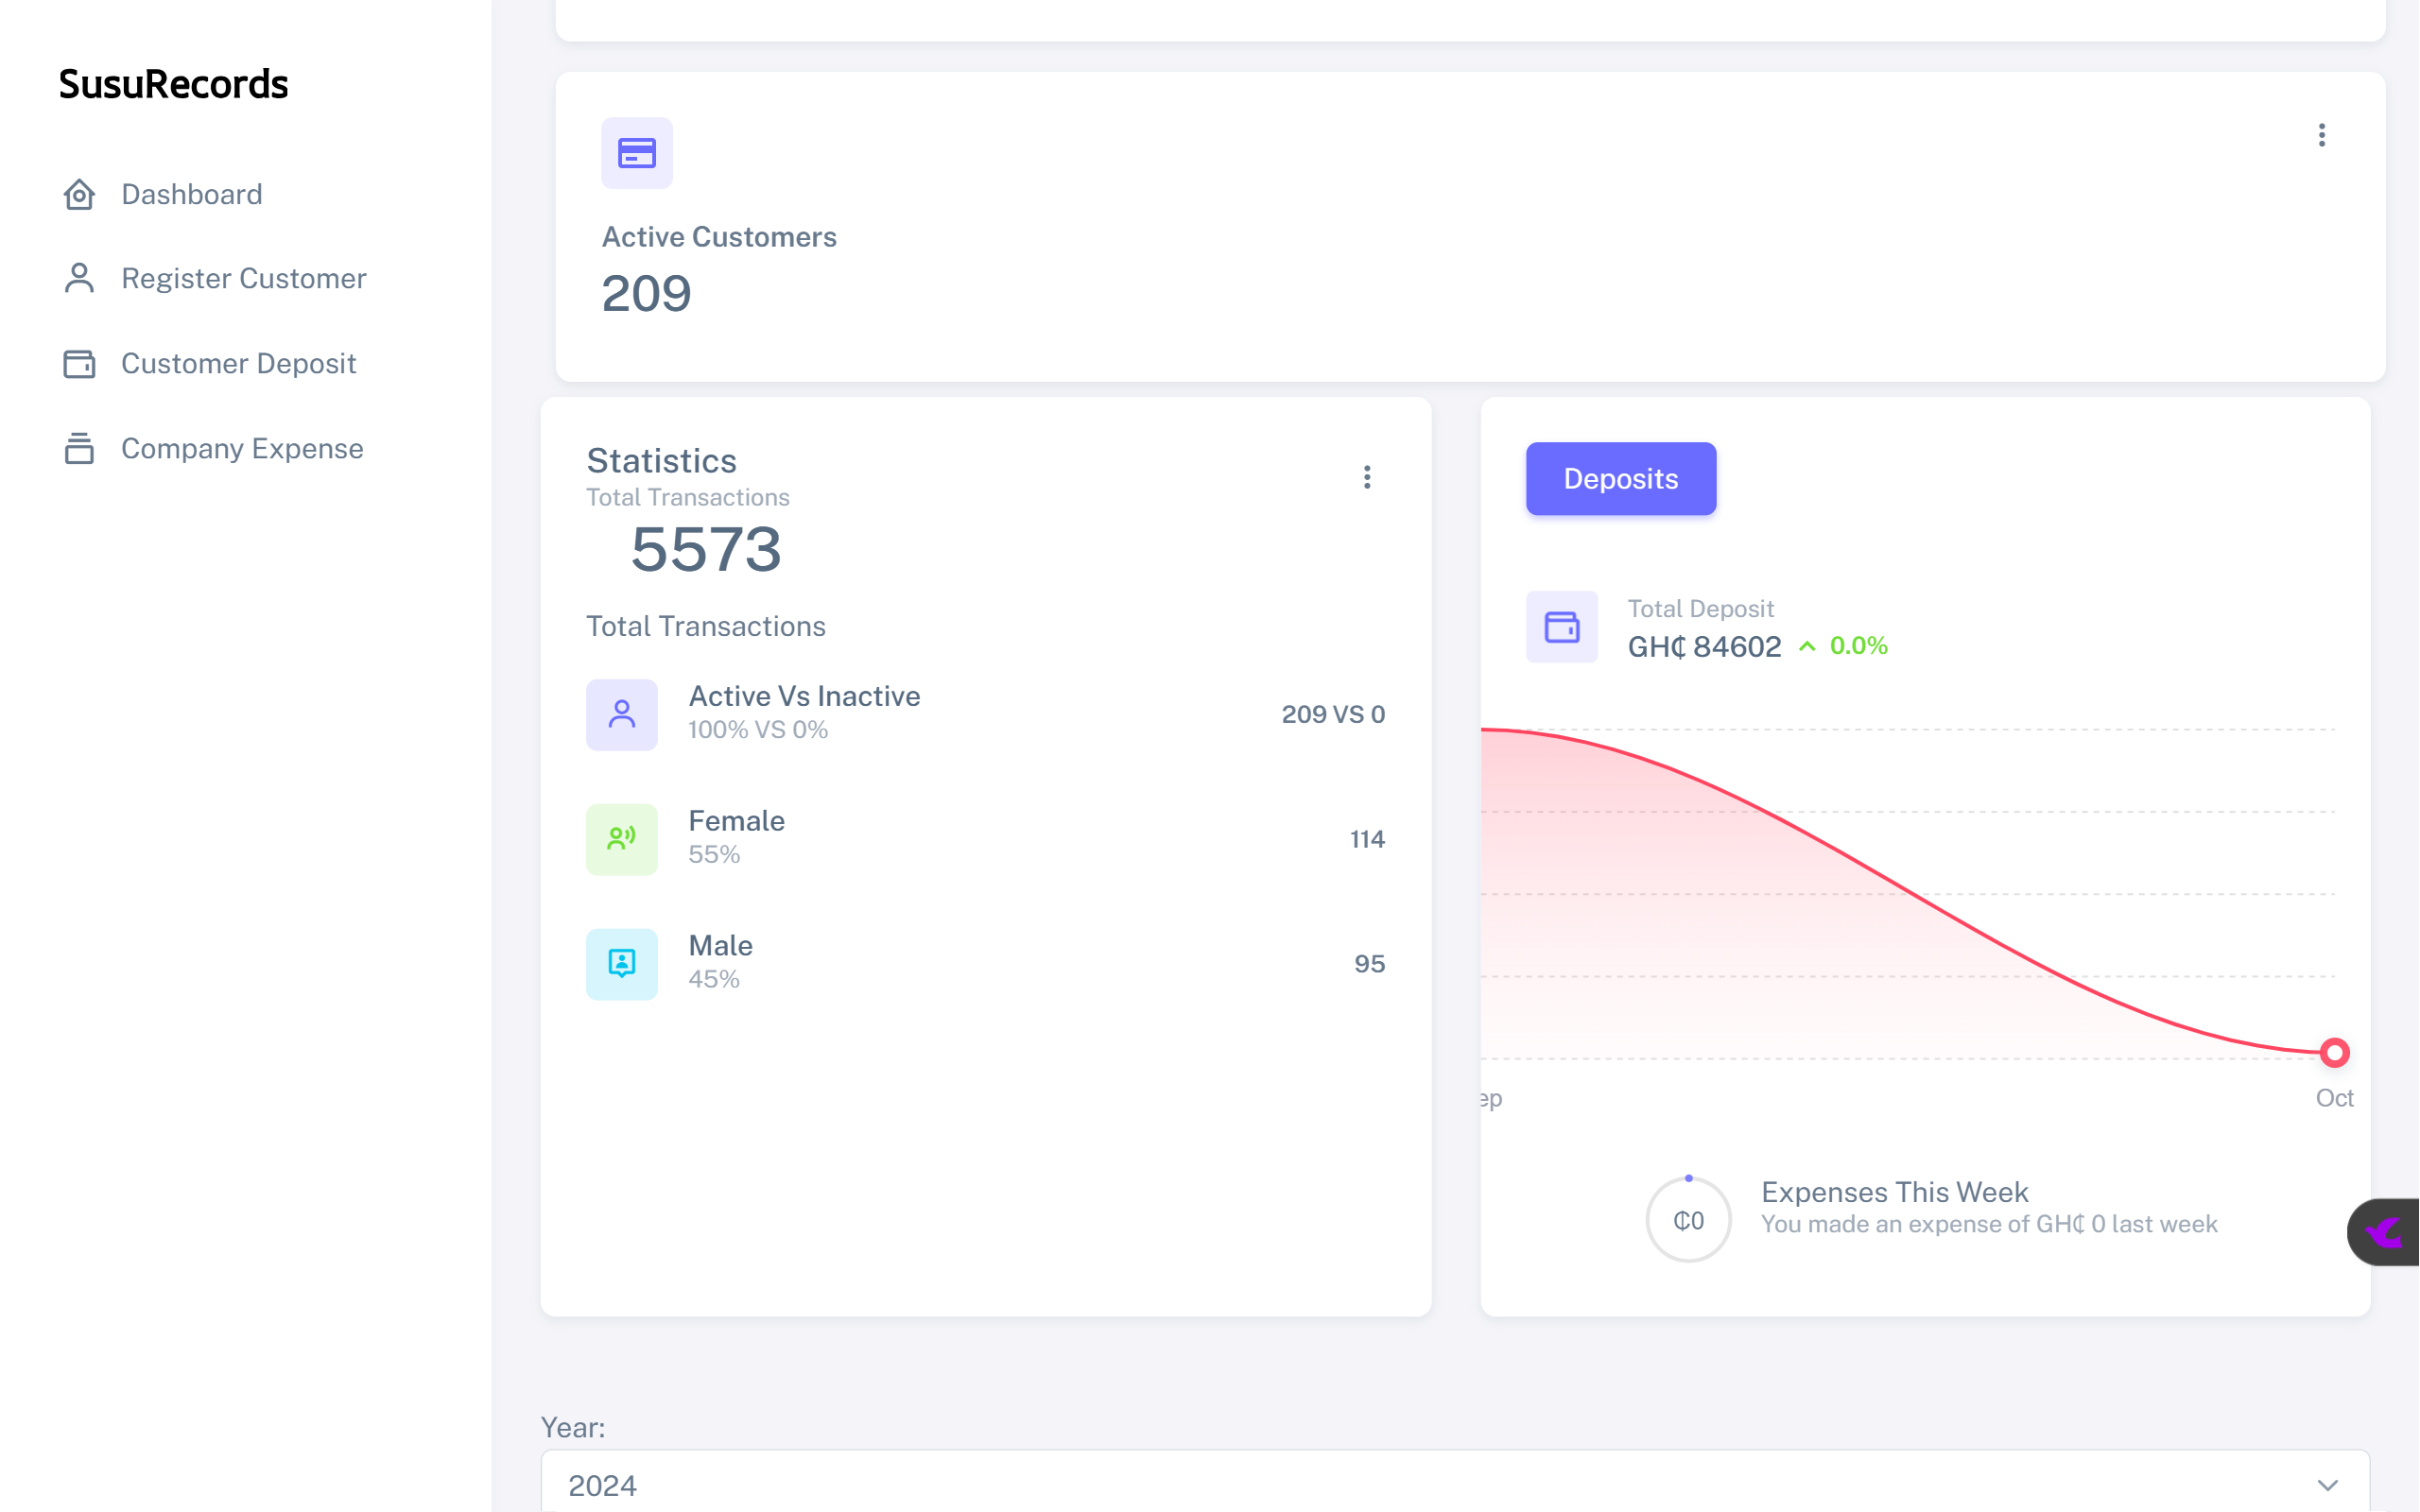 SusuRecords
Dashboard
Register Customer
Customer Deposit
Company Expense
Active Customers
209
Statistics
Total Transactions
5573
Total Transactions
Active Vs Inactive
100% VS 0%
209 VS 0
Female
55%
114
Male
45%
95
Deposits
Total Deposit
GH₵ 84602 0.0%
ep Oct
₵0
Expenses This Week
You made an expense of GH₵ 0 last week
Year:
2024